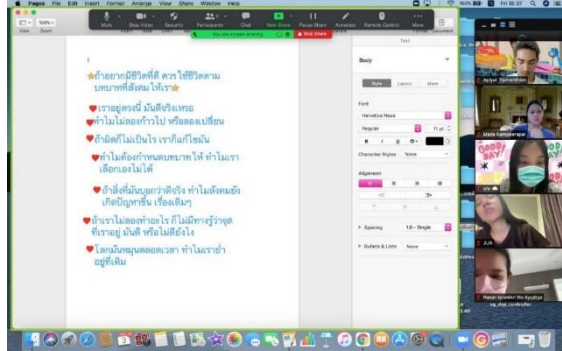 Pages File Edit Insert Format Arrange View Share Window Help
100% Fri 15:37
Mute Stop Video Security Participants Chat New Share Pause Share Annotate Remote Control More
View Zoom Document
You are screen sharing Stop Share
Text
⭐ถ้าอยากมีชีวิตที่ดี ควรใช้ชีวิตตาม
บทบาทที่สังคมให้เรา⭐
❤️เราอยู่ตรงนี้ มันดีจริงเหรอ
❤️ทำไมไม่ลองก้าวไป หรือลองเปลี่ยน
❤️ถ้าผิดก็ไม่เป็นไร เราก็แก้ไขมัน
❤️ทำไมต้องกำหนดบทบาทให้ ทำไมเรา
เลือกเองไม่ได้
❤️ถ้าสิ่งที่มันบอกว่าดีจริง ทำไมสังคมยัง
เกิดปัญหาขึ้น เรื่องเดิมๆ
❤️ถ้าเราไม่ลองทำอะไร ก็ไม่มีทางรู้ว่าจุด
ที่เราอยู่ มันดี หรือไม่ดียังไง
❤️โลกมันหมุนตลอดเวลา ทำไมเราย่ำ
อยู่ที่เดิม
Body
Style Layout More
Font
Helvetica Neue
Regular 11 pt
B I U
Character Styles None
Alignment
Spacing 1.0 - Single
Bullets & Lists None
JUA